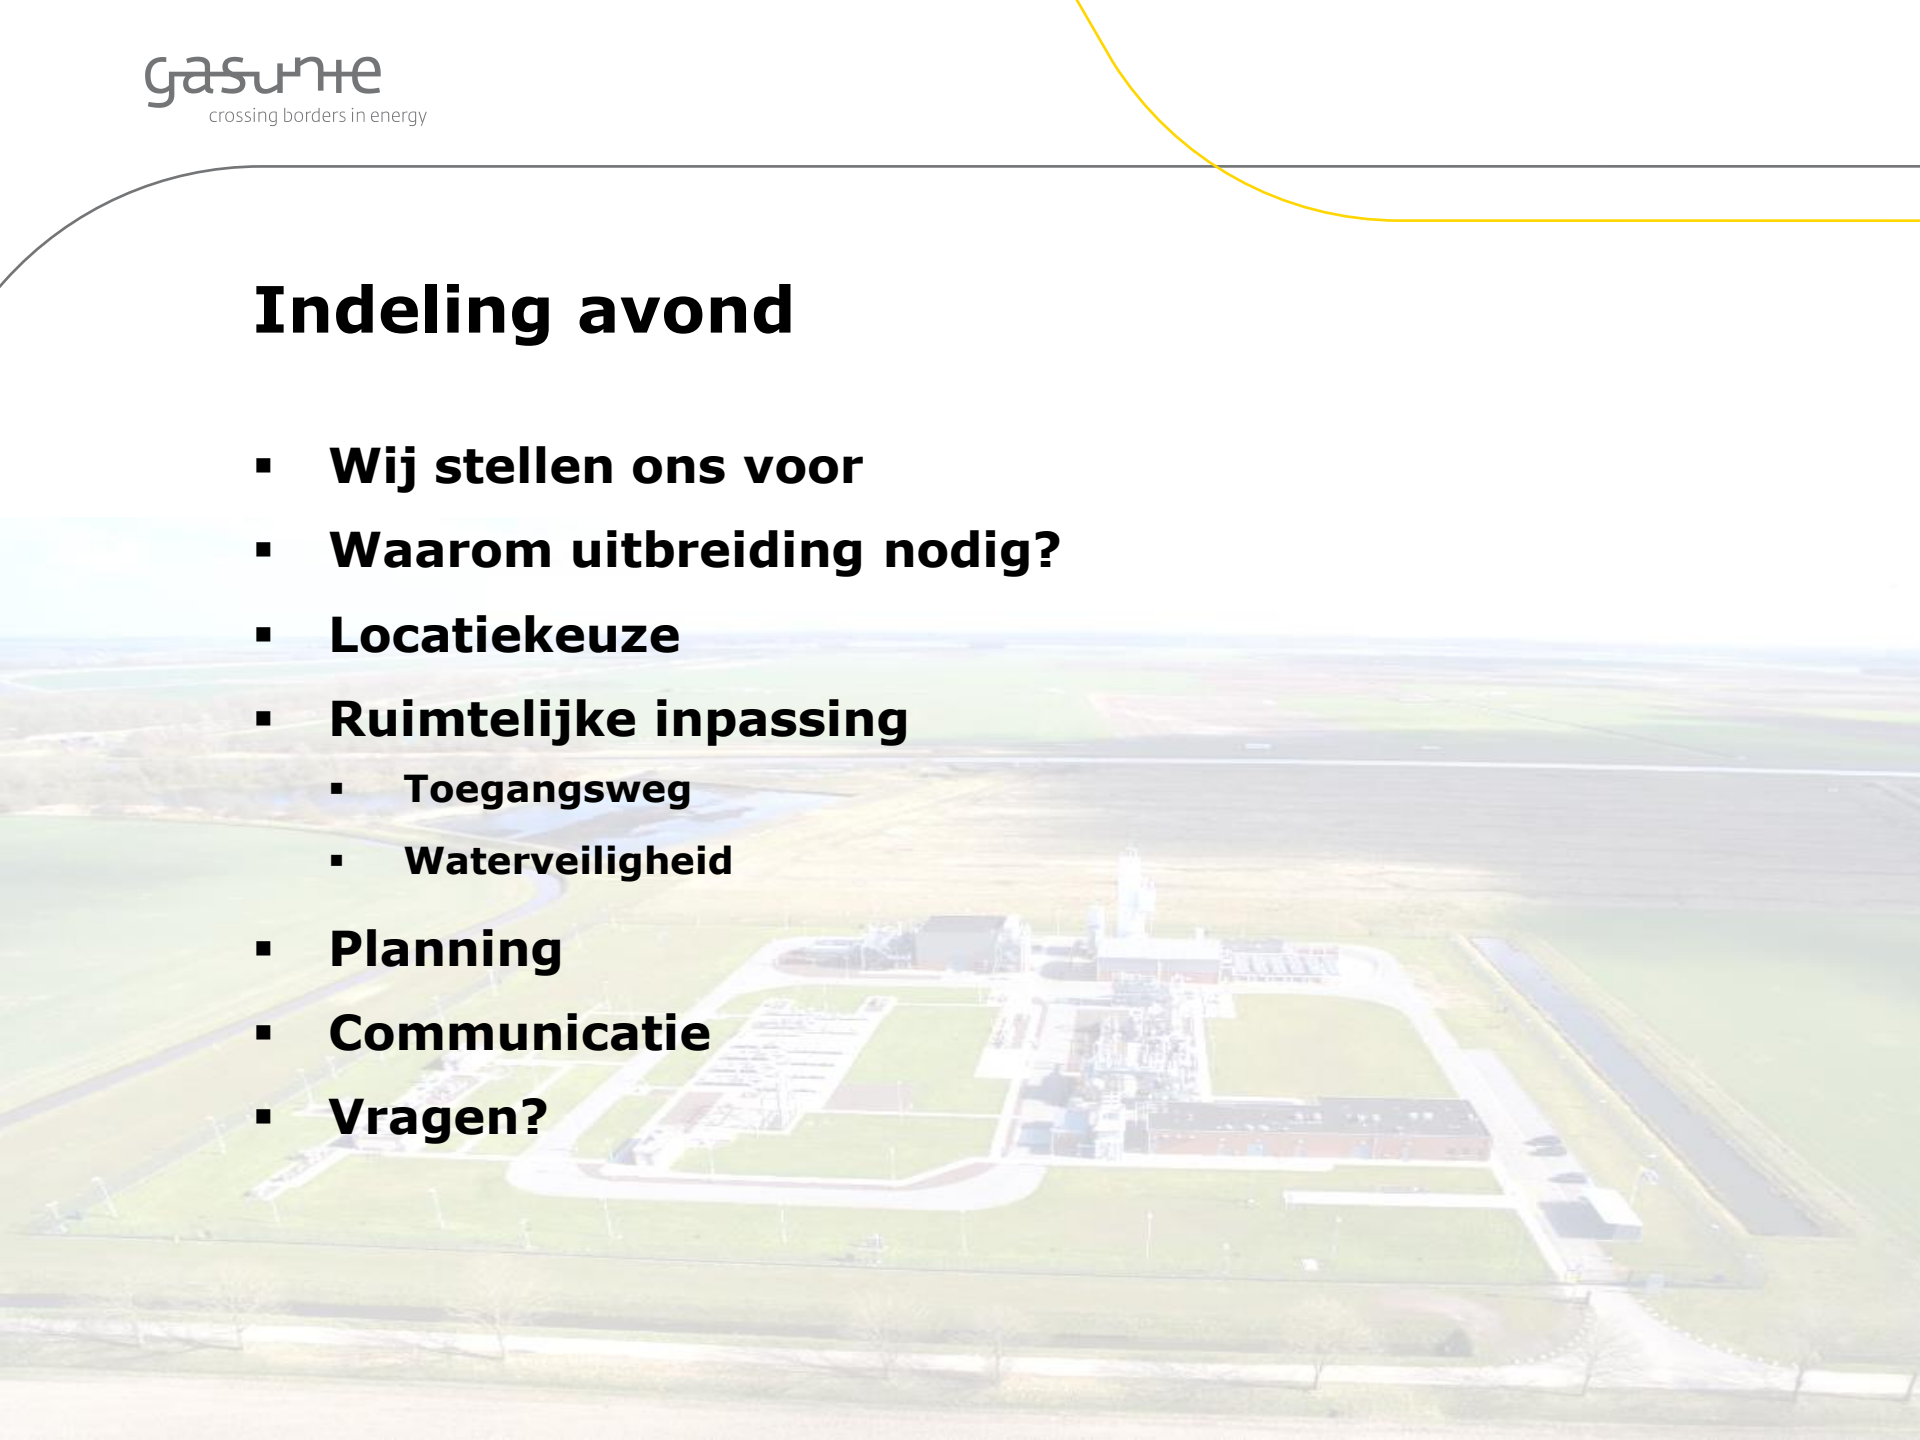 gasunie
crossing borders in energy
Indeling avond
▪ Wij stellen ons voor
▪ Waarom uitbreiding nodig?
▪ Locatiekeuze
▪ Ruimtelijke inpassing
▪ Toegangsweg
▪ Waterveiligheid
▪ Planning
▪ Communicatie
▪ Vragen?